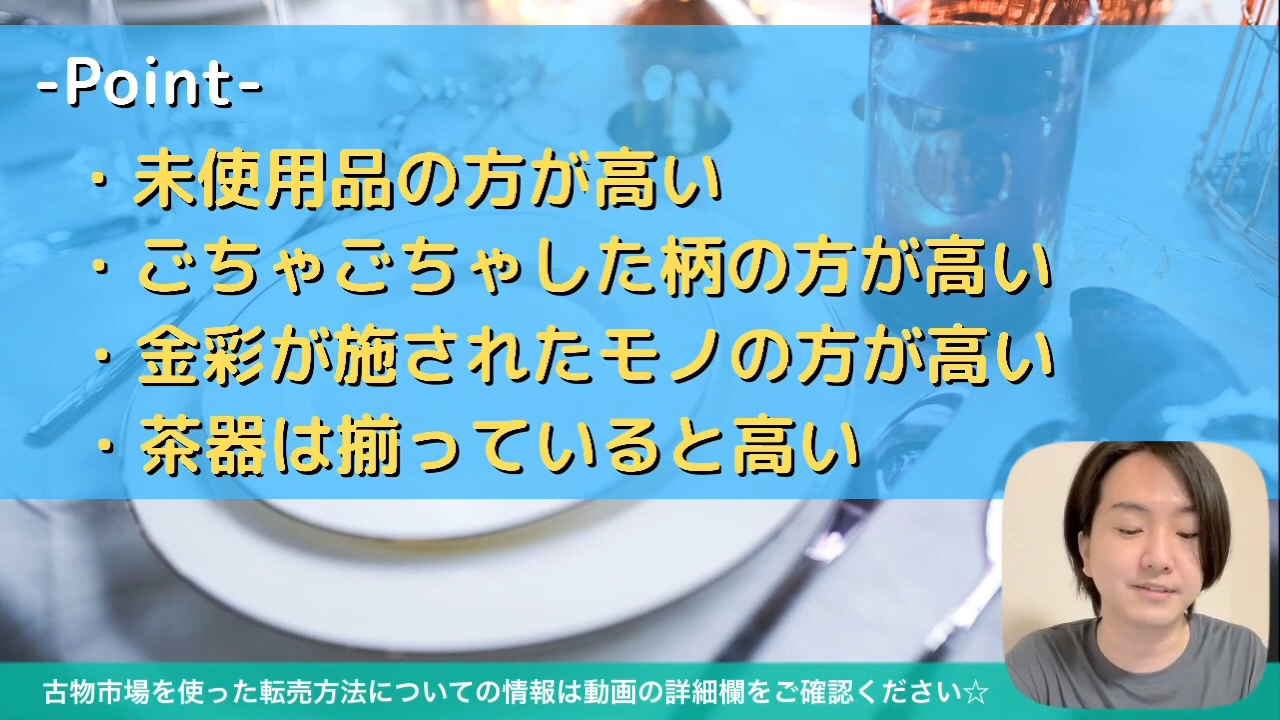 -Point-
・未使用品の方が高い
・ごちゃごちゃした柄の方が高い
・金彩が施されたモノの方が高い
・茶器は揃っていると高い
古物市場を使った転売方法についての情報は動画の詳細欄をご確認ください☆